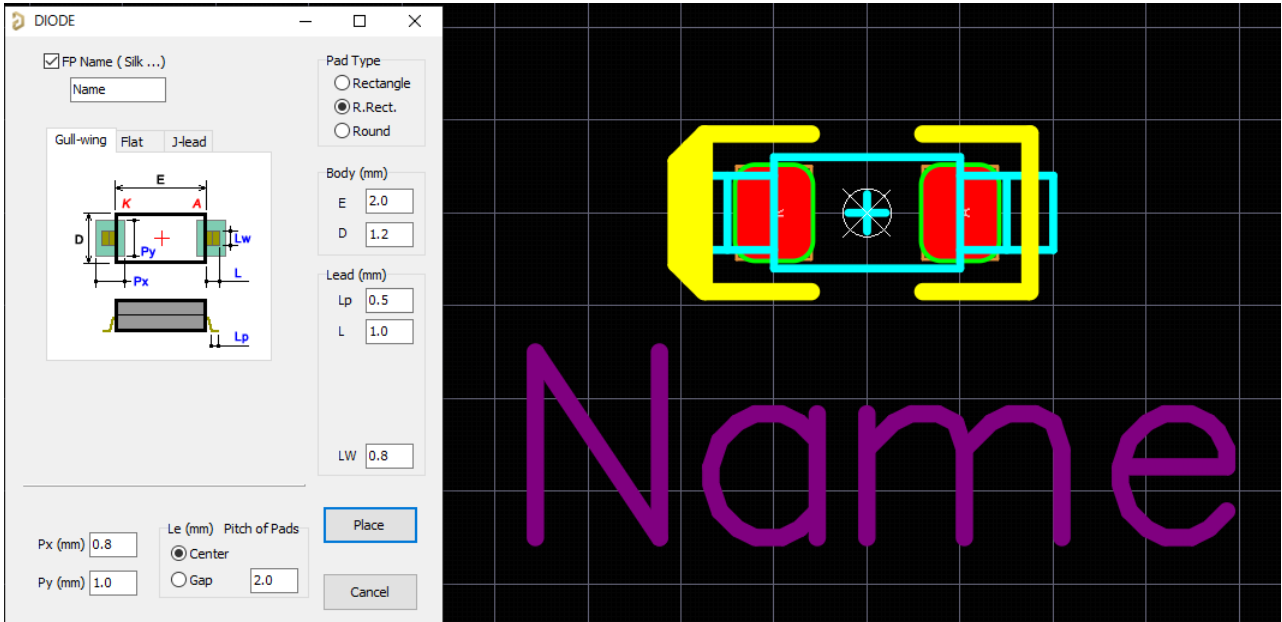 DIODE
FP Name ( Silk ...)
Name
Pad Type
Rectangle
R.Rect.
Round
Gull-wing Flat J-lead
E
K A
D
Py
Lw
Px
L
Lp
Body (mm)
E 2.0
D 1.2
Lead (mm)
Lp 0.5
L 1.0
LW 0.8
Px (mm) 0.8
Py (mm) 1.0
Le (mm) Pitch of Pads
Center
Gap 2.0
Place
Cancel
K A
Name